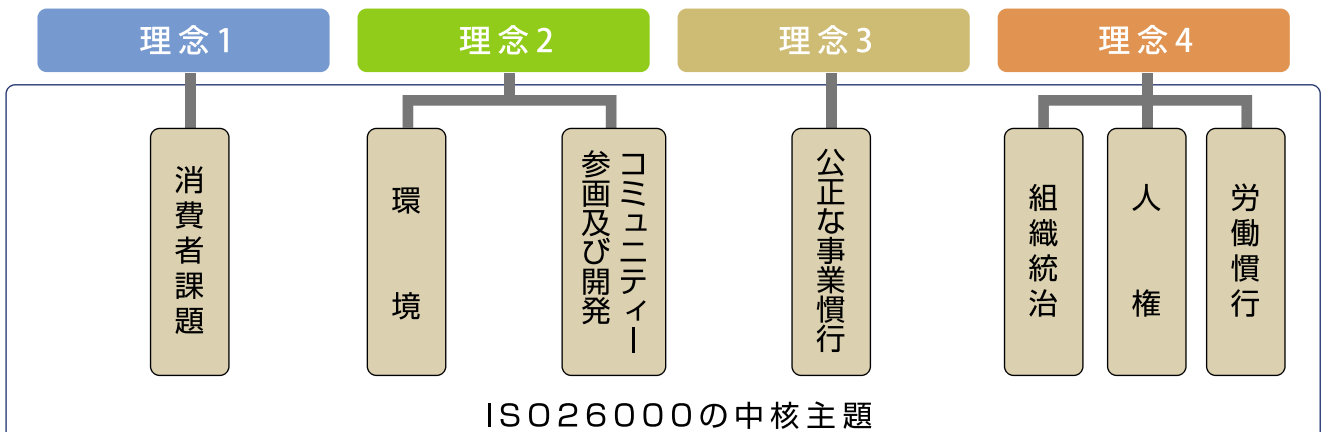 理念1
理念2
理念3
理念4
消費者課題
環境
コミュニティー
参画及び開発
公正な事業慣行
組織統治
人権
労働慣行
ISO26000の中核主題